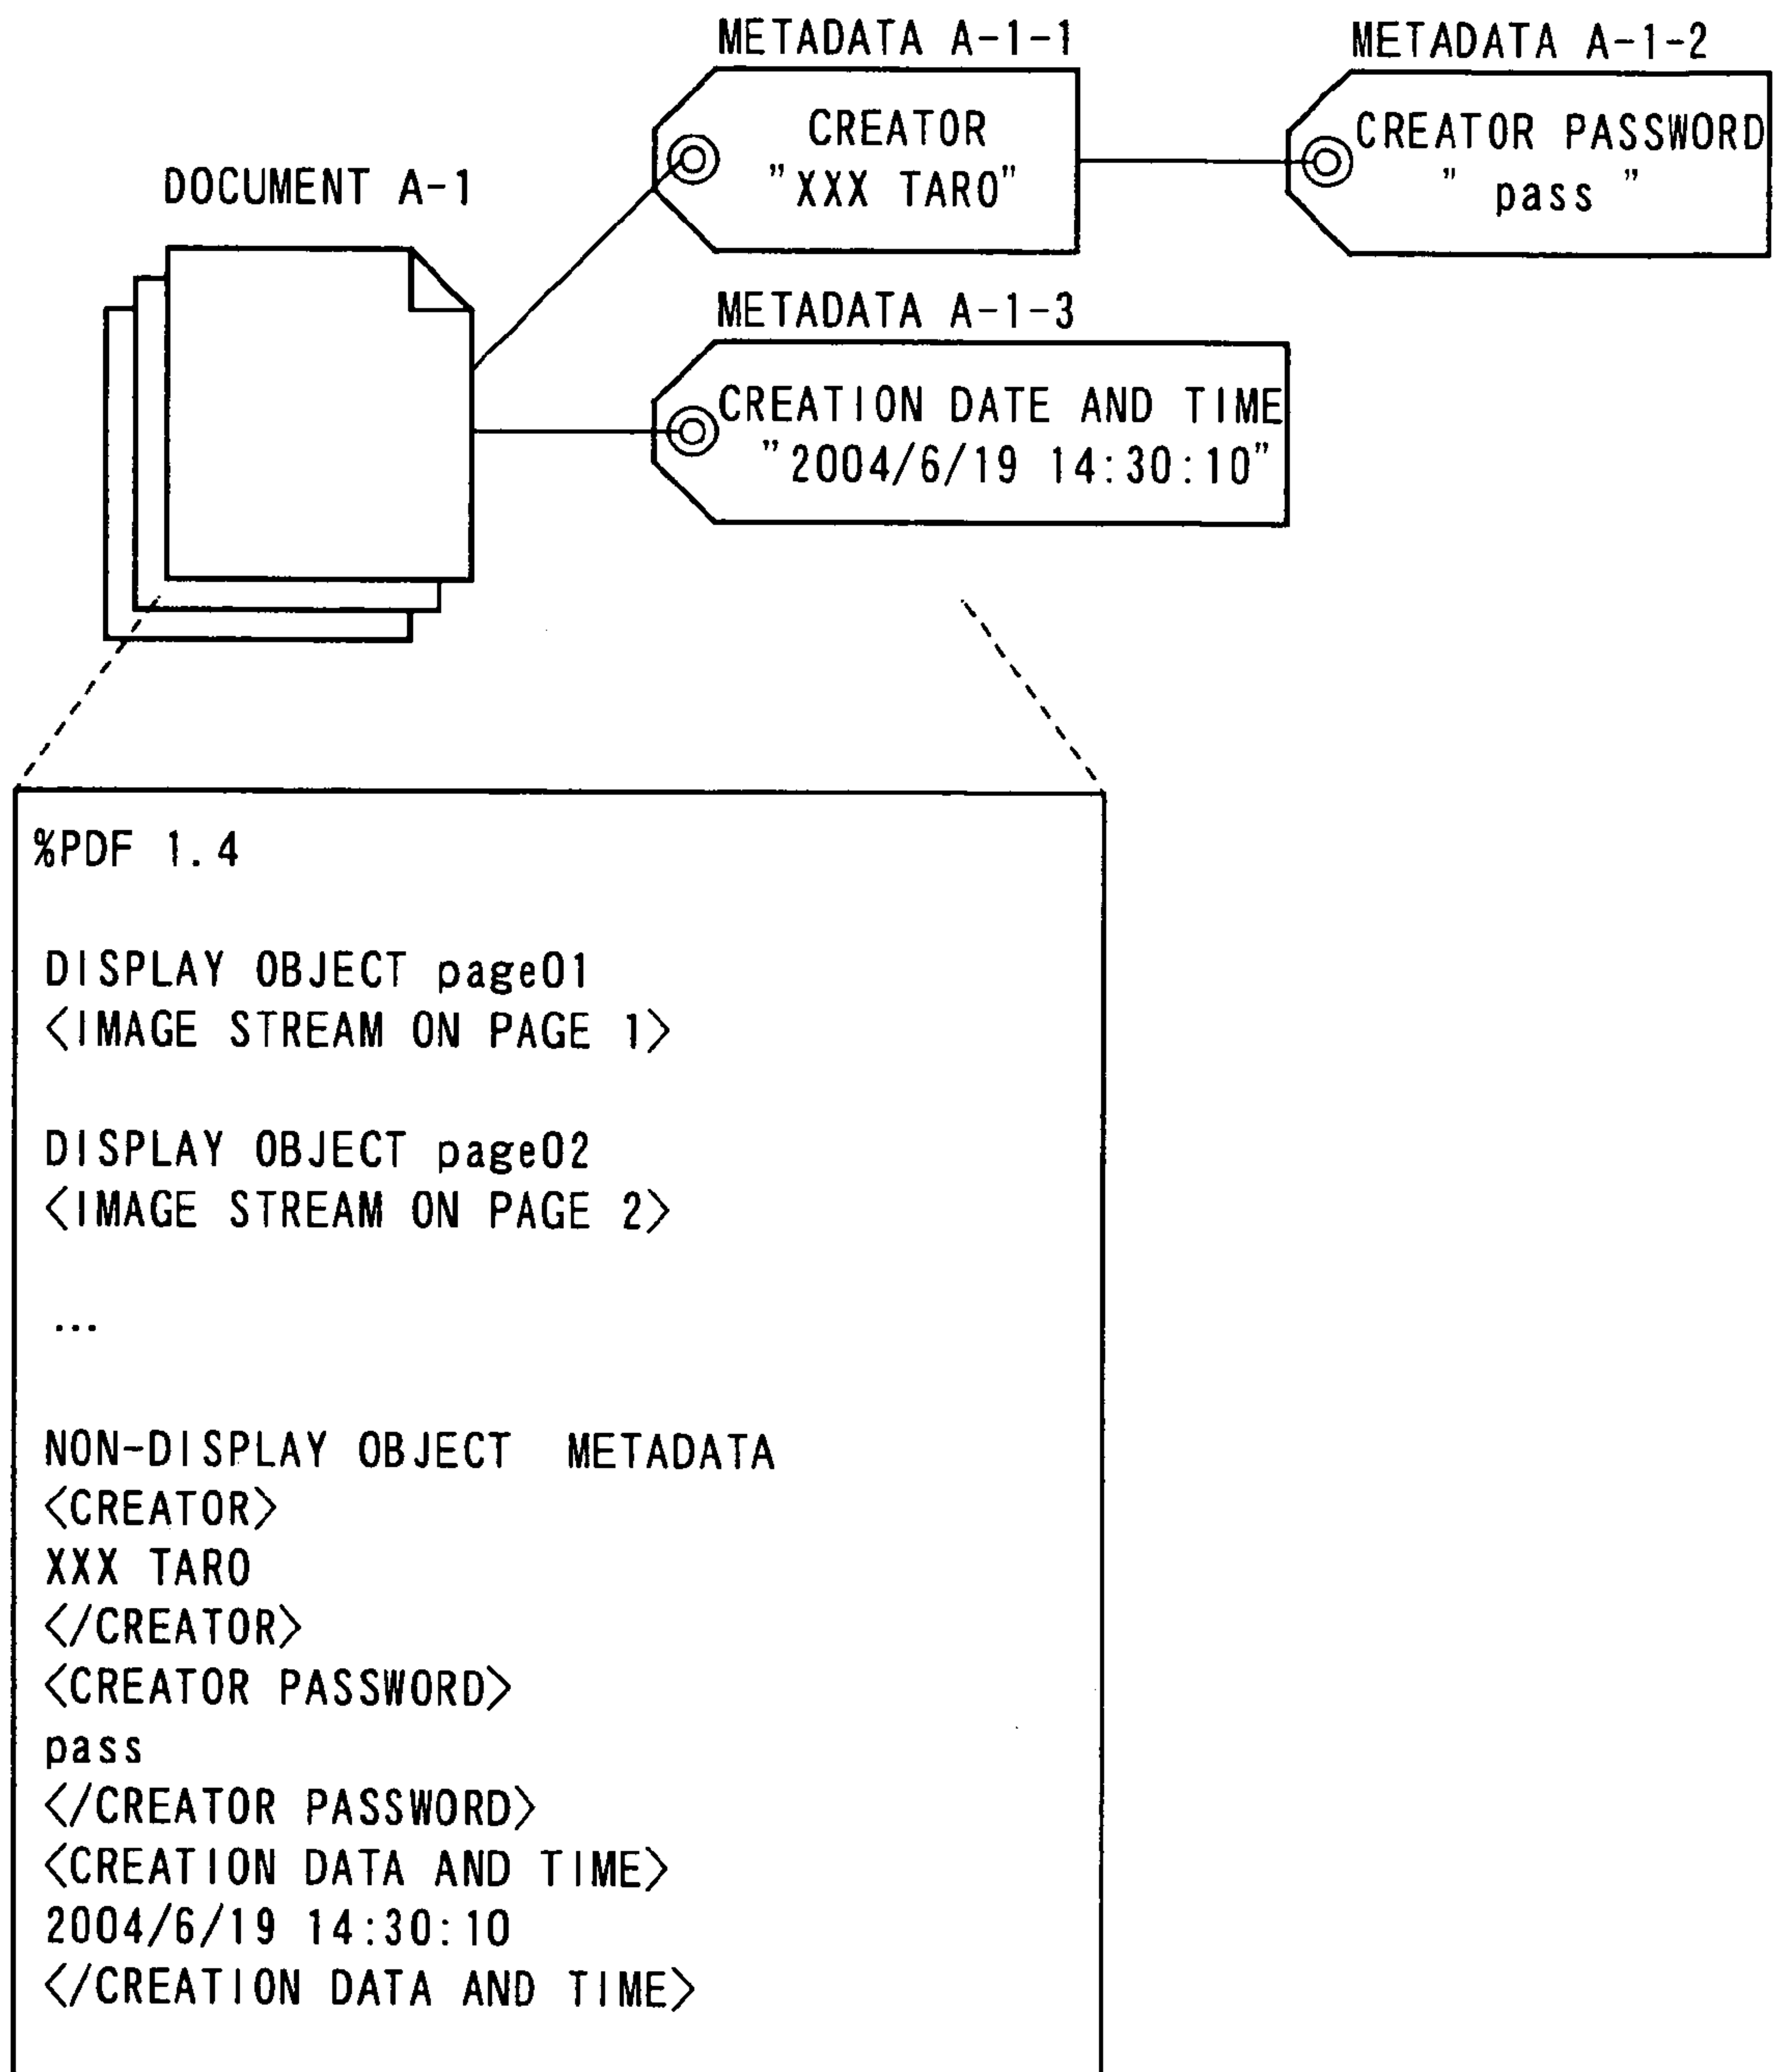 METADATA A-1-1
METADATA A-1-2
CREATOR
"XXX TARO"
CREATOR PASSWORD
" pass "
DOCUMENT A-1
METADATA A-1-3
CREATION DATE AND TIME
"2004/6/19 14:30:10"
%PDF 1.4
DISPLAY OBJECT page01
<IMAGE STREAM ON PAGE 1>
DISPLAY OBJECT page02
<IMAGE STREAM ON PAGE 2>
...
NON-DISPLAY OBJECT METADATA
<CREATOR>
XXX TARO
</CREATOR>
<CREATOR PASSWORD>
pass
</CREATOR PASSWORD>
<CREATION DATA AND TIME>
2004/6/19 14:30:10
</CREATION DATA AND TIME>